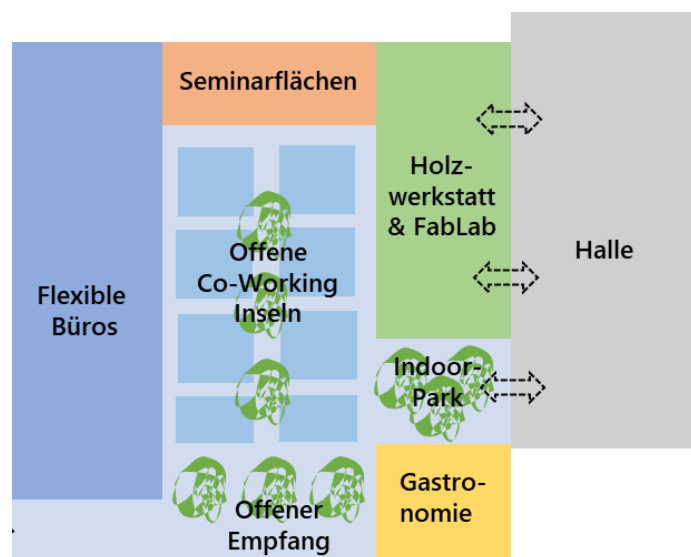 Seminarflächen
Holz-
werkstatt
& FabLab
Halle
Offene
Co-Working
Inseln
Flexible
Büros
Indoor-
Park
Gastro-
nomie
Offener
Empfang